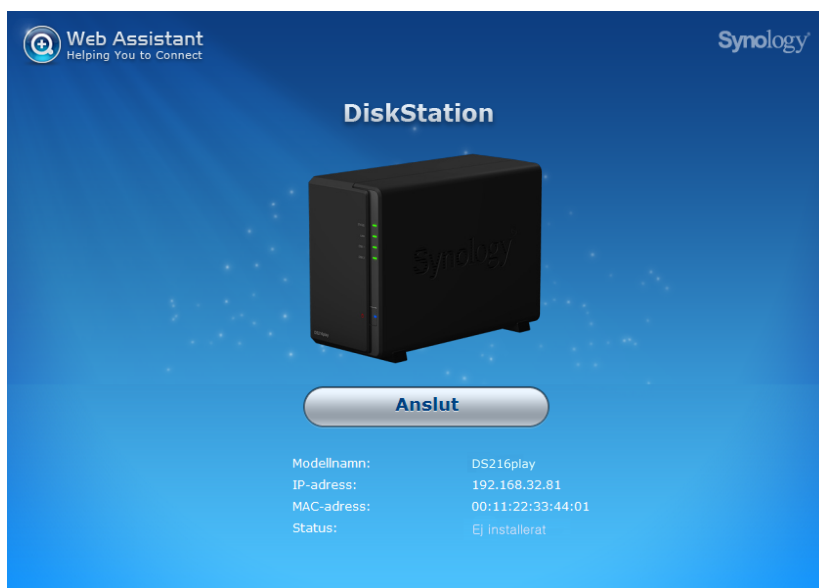 Web Assistant
Helping You to Connect
Synology
DiskStation
Synology
Anslut
Modellnamn: DS216play
IP-adress: 192.168.32.81
MAC-adress: 00:11:22:33:44:01
Status: Ej installerat